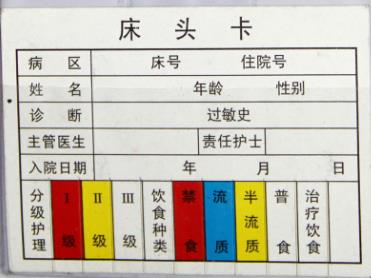 床头卡
病区 床号 住院号
姓名 年龄 性别
诊断 过敏史
主管医生 责任护士
入院日期 年 月 日
分级护理 Ⅰ级 Ⅱ级 Ⅲ级 饮食种类 禁食 流质 半流质 普食 治疗饮食